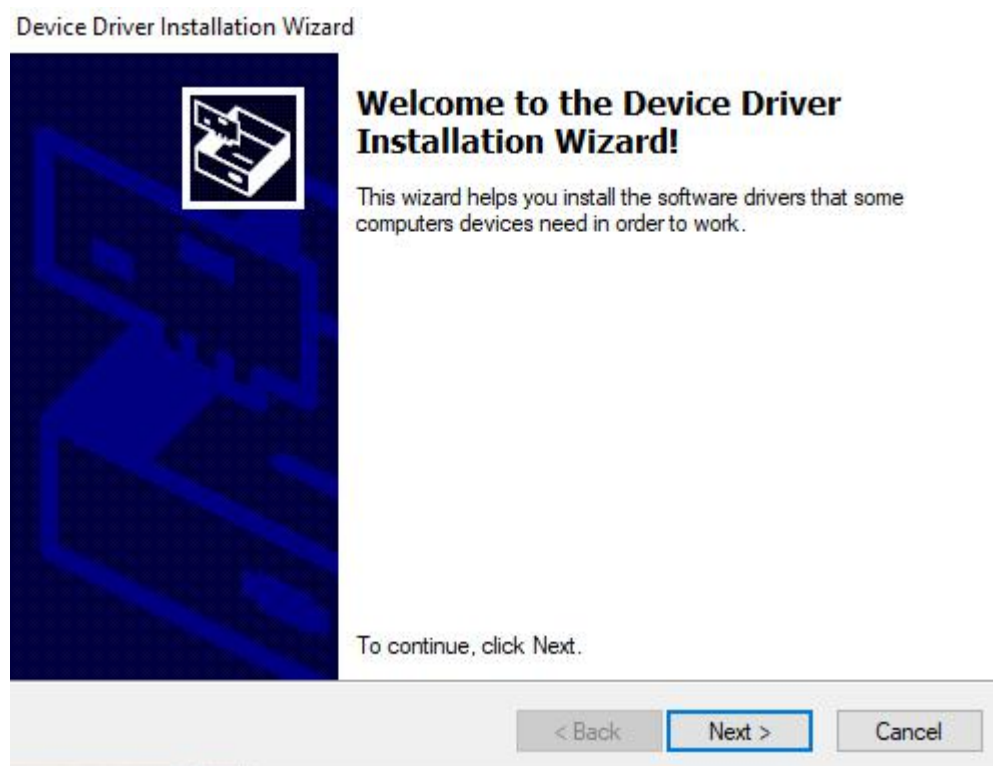 Device Driver Installation Wizard
Welcome to the Device Driver
Installation Wizard!
This wizard helps you install the software drivers that some
computers devices need in order to work.
To continue, click Next.
< Back
Next >
Cancel